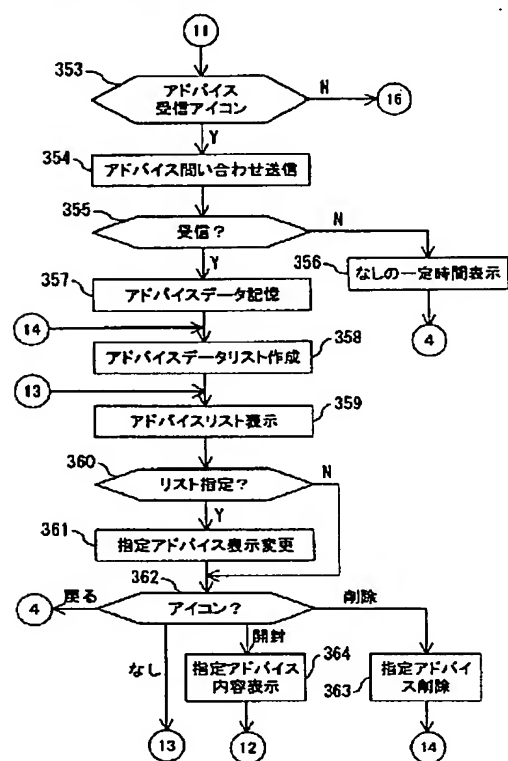 11
353
アドバイス
受信アイコン
N
16
Y
354
アドバイス問い合わせ送信
355
受信?
N
Y
356
なしの一定時間表示
4
357
アドバイスデータ記憶
14
アドバイスデータリスト作成
358
13
アドバイスリスト表示
359
360
リスト指定?
N
Y
361
指定アドバイス表示変更
362
4
戻る
アイコン?
削除
なし
開封
指定アドバイス
内容表示
364
指定アドバイ
ス削除
363
13
12
14